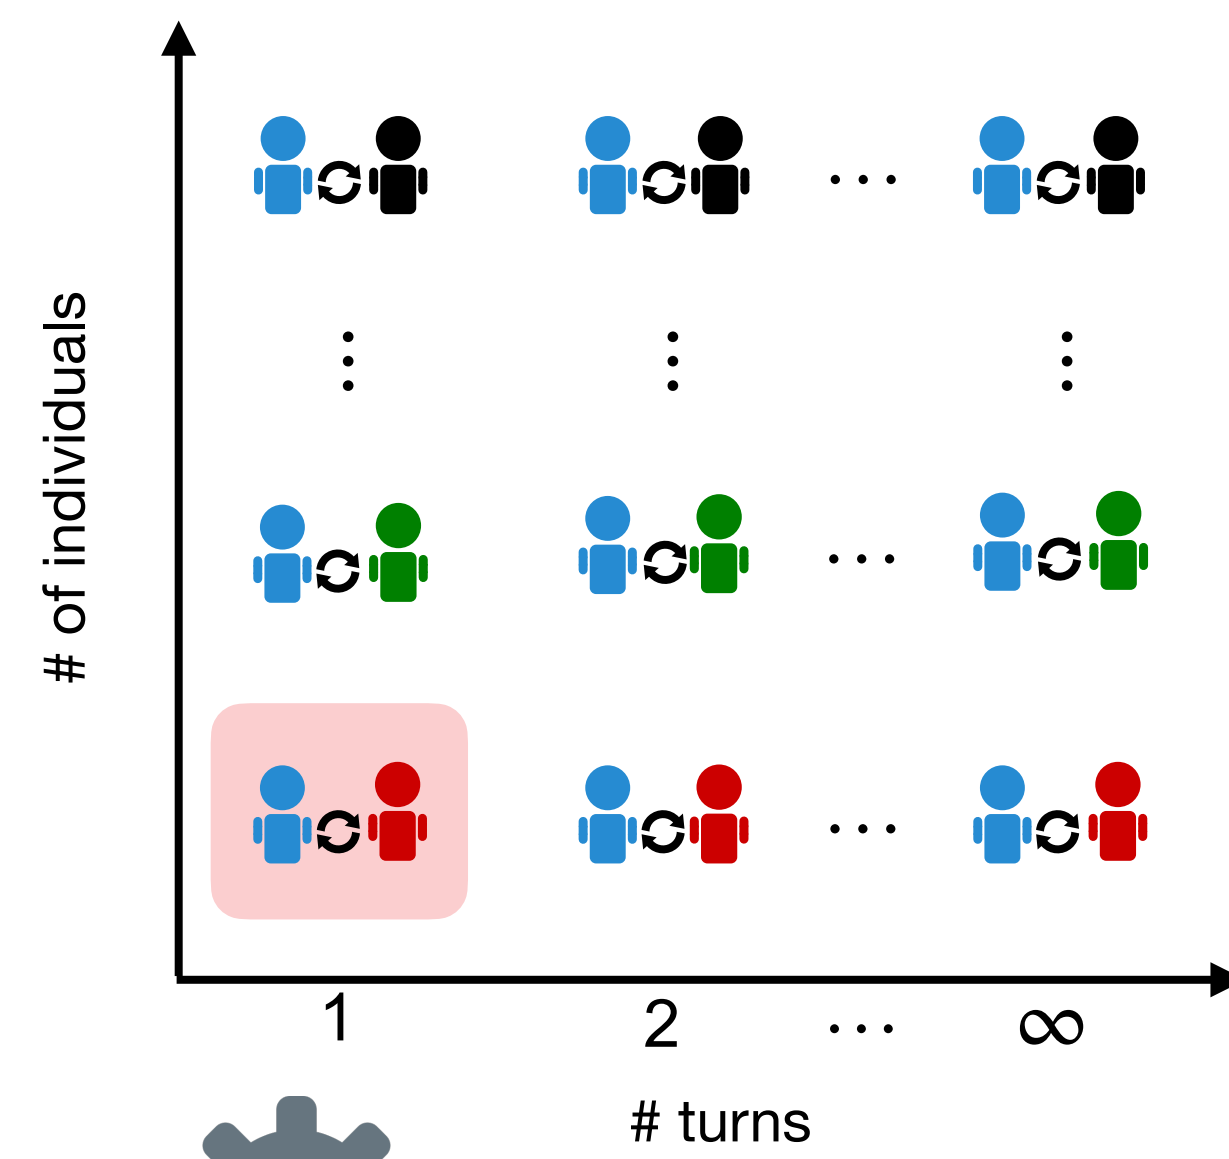 # of individuals
1 2 ... ∞
# turns